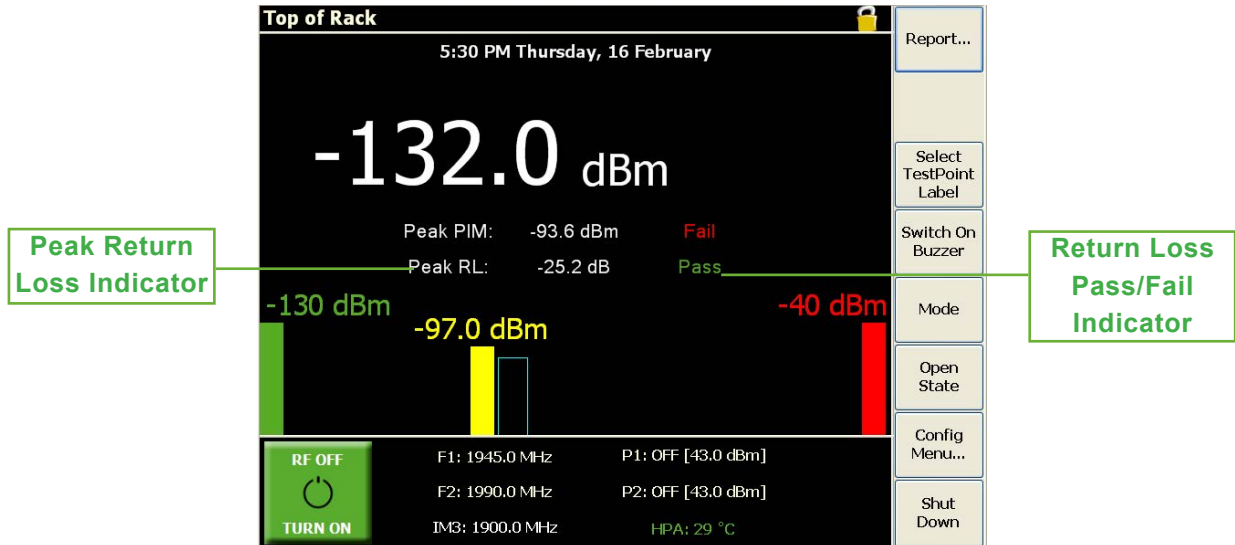 Top of Rack
5:30 PM Thursday, 16 February
-132.0 dBm
Peak PIM: -93.6 dBm Fail
Peak RL: -25.2 dB Pass
-130 dBm
-97.0 dBm
-40 dBm
RF OFF
TURN ON
F1: 1945.0 MHz P1: OFF [43.0 dBm]
F2: 1990.0 MHz P2: OFF [43.0 dBm]
IM3: 1900.0 MHz HPA: 29 °C
Report...
Select
TestPoint
Label
Switch On
Buzzer
Mode
Open
State
Config
Menu...
Shut
Down
Peak Return
Loss Indicator
Return Loss
Pass/Fail
Indicator